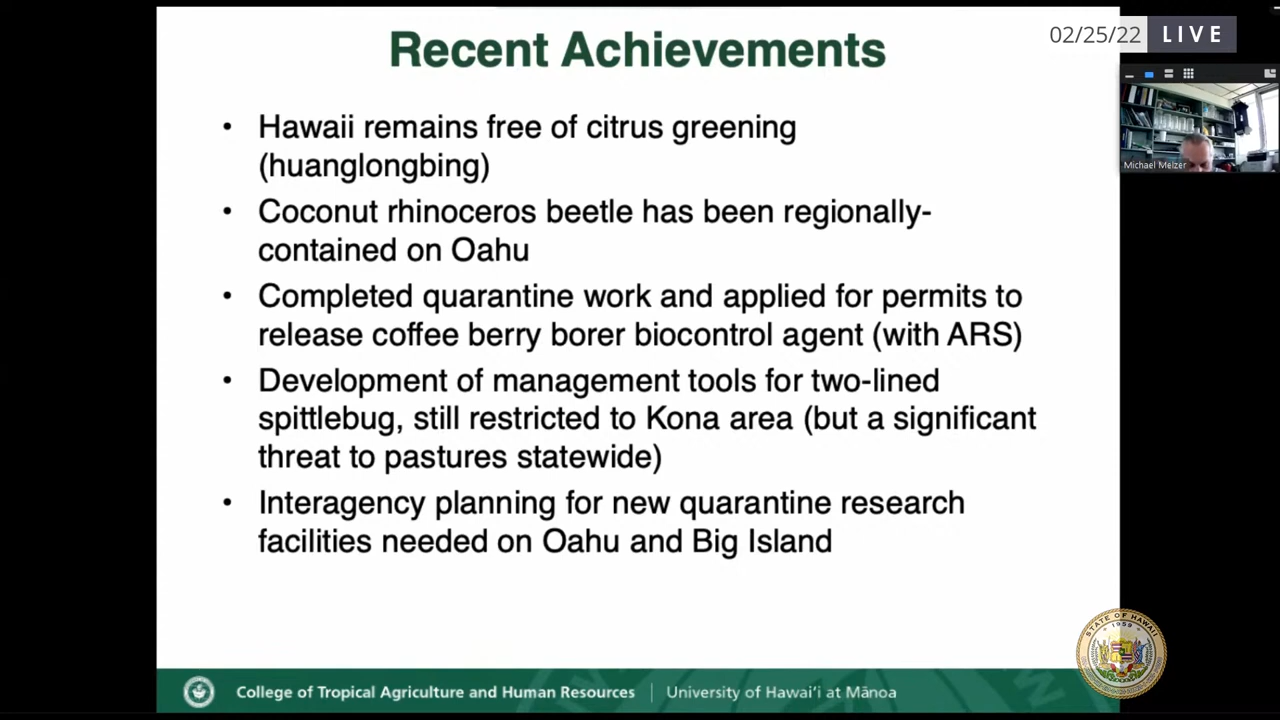 Recent Achievements
02/25/22 LIVE
• Hawaii remains free of citrus greening
(huanglongbing)
Michael Melzer
• Coconut rhinoceros beetle has been regionally-
contained on Oahu
• Completed quarantine work and applied for permits to
release coffee berry borer biocontrol agent (with ARS)
• Development of management tools for two-lined
spittlebug, still restricted to Kona area (but a significant
threat to pastures statewide)
• Interagency planning for new quarantine research
facilities needed on Oahu and Big Island
STATE OF HAWAII
1959
College of Tropical Agriculture and Human Resources | University of Hawai‘i at Mānoa